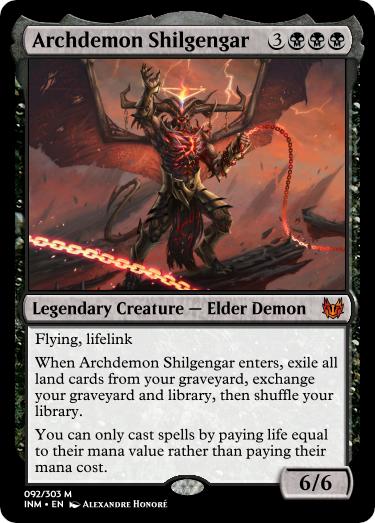 Archdemon Shilgengar 3
Legendary Creature — Elder Demon
Flying, lifelink
When Archdemon Shilgengar enters, exile all
land cards from your graveyard, exchange
your graveyard and library, then shuffle your
library.
You can only cast spells by paying life equal
to their mana value rather than paying their
mana cost.
6/6
092/303 M
INM • EN Alexandre Honoré